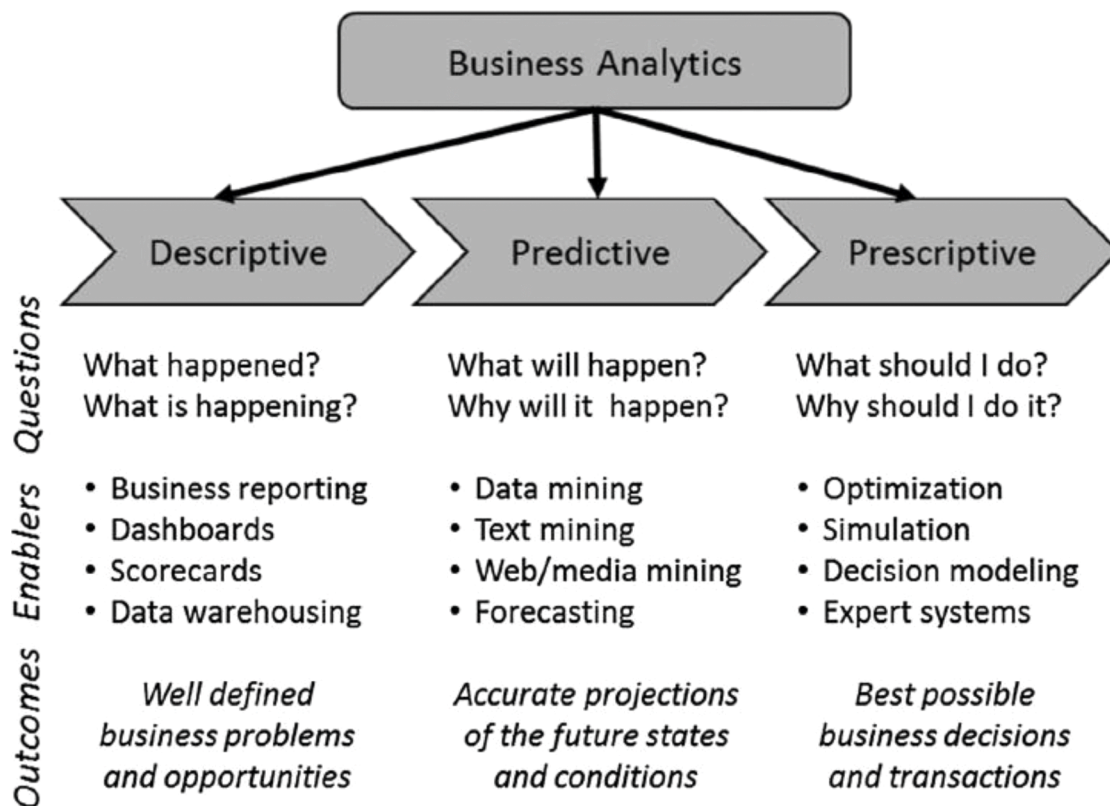 Business Analytics
Descriptive
Predictive
Prescriptive
Questions
What happened?
What is happening?
What will happen?
Why will it happen?
What should I do?
Why should I do it?
Enablers
• Business reporting
• Dashboards
• Scorecards
• Data warehousing
• Data mining
• Text mining
• Web/media mining
• Forecasting
• Optimization
• Simulation
• Decision modeling
• Expert systems
Outcomes
Well defined
business problems
and opportunities
Accurate projections
of the future states
and conditions
Best possible
business decisions
and transactions